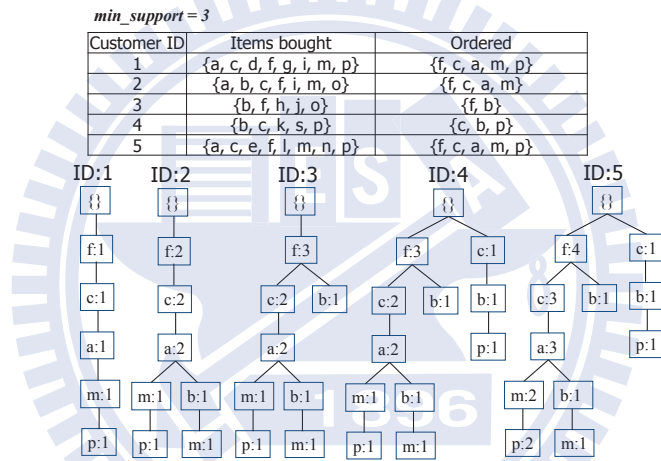 min_support = 3
Customer ID Items bought Ordered
1 {a, c, d, f, g, i, m, p} {f, c, a, m, p}
2 {a, b, c, f, i, m, o} {f, c, a, m}
3 {b, f, h, j, o} {f, b}
4 {b, c, k, s, p} {c, b, p}
5 {a, c, e, f, l, m, n, p} {f, c, a, m, p}
ID:1 ID:2 ID:3 ID:4 ID:5
{} {} {} {} {}
f:1 f:2 f:3 f:3 c:1 f:4 c:1
c:1 c:2 c:2 b:1 c:2 b:1 b:1 c:3 b:1 b:1
a:1 a:2 a:2 a:2 p:1 a:3 p:1
m:1 m:1 b:1 m:1 b:1 m:1 b:1 m:2 b:1
p:1 p:1 m:1 p:1 m:1 p:1 m:1 p:2 m:1
1896